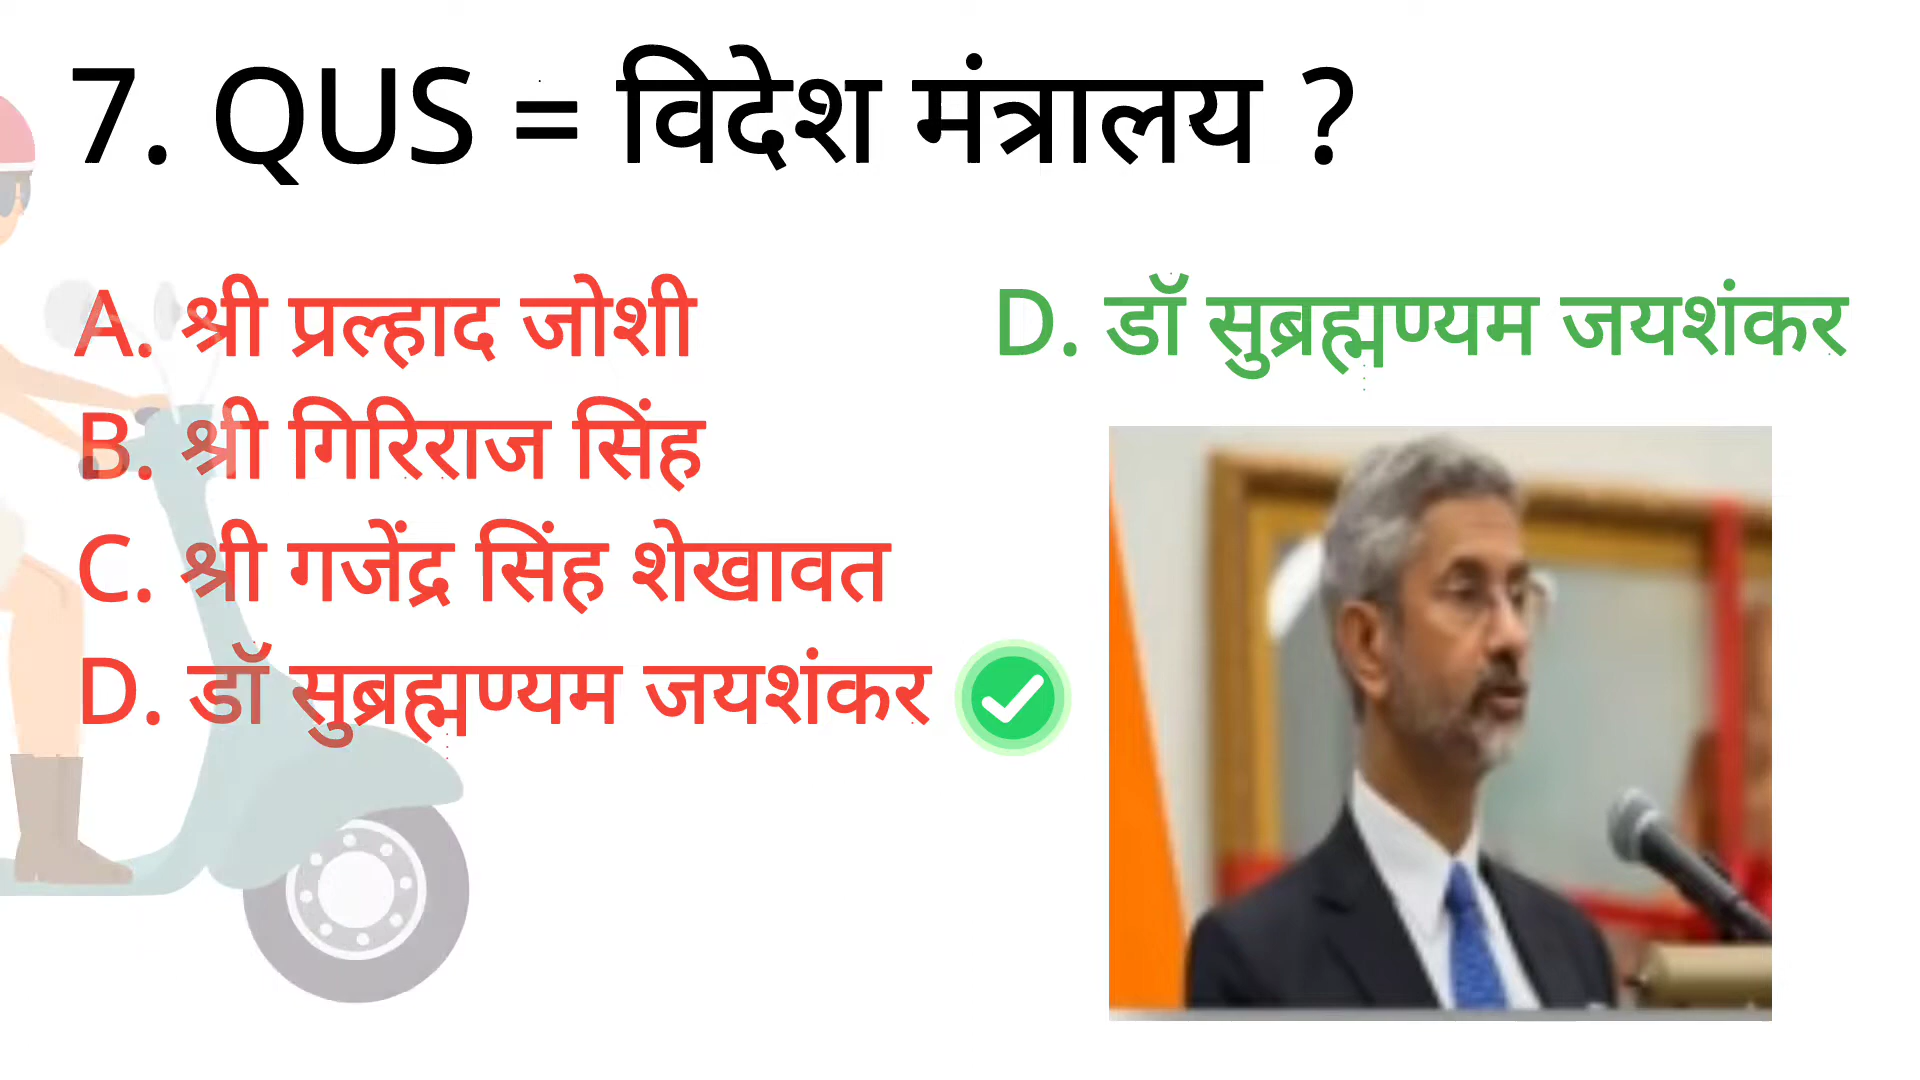 7. QUS = विदेश मंत्रालय ?
A. श्री प्रल्हाद जोशी
B. श्री गिरिराज सिंह
C. श्री गजेंद्र सिंह शेखावत
D. डॉ सुब्रह्मण्यम जयशंकर
D. डॉ सुब्रह्मण्यम जयशंकर